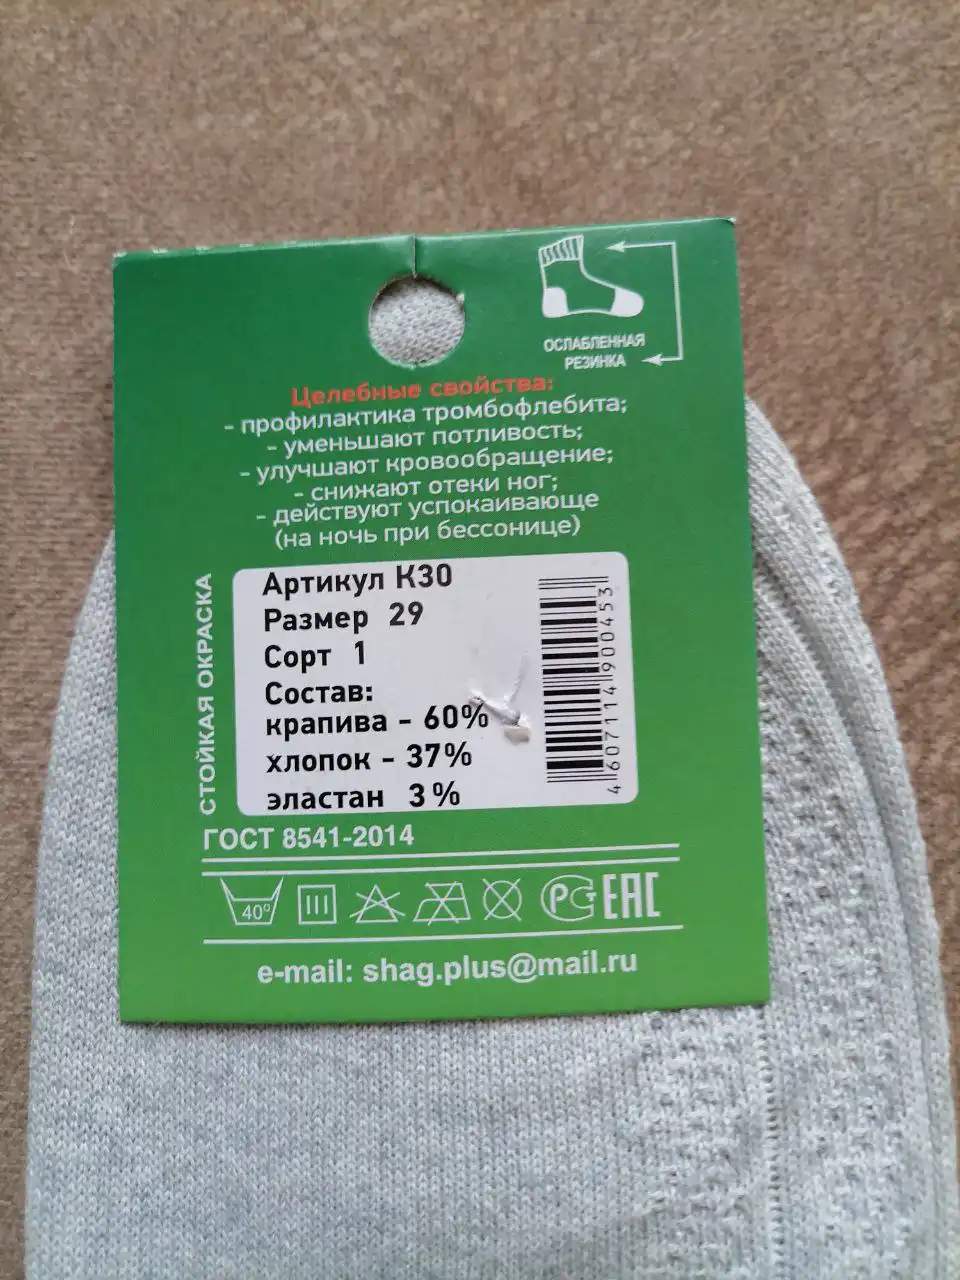 ОСЛАБЛЕННАЯ
РЕЗИНКА
Целебные свойства:
- профилактика тромбофлебита;
- уменьшают потливость;
- улучшают кровообращение;
- снижают отеки ног;
- действуют успокаивающе
(на ночь при бессонице)
СТОЙКАЯ ОКРАСКА
Артикул К30
Размер 29
Сорт 1
Состав:
крапива - 60%
хлопок - 37%
эластан 3%
4607114900453
ГОСТ 8541-2014
40°
РСТ EAC
e-mail: shag.plus@mail.ru